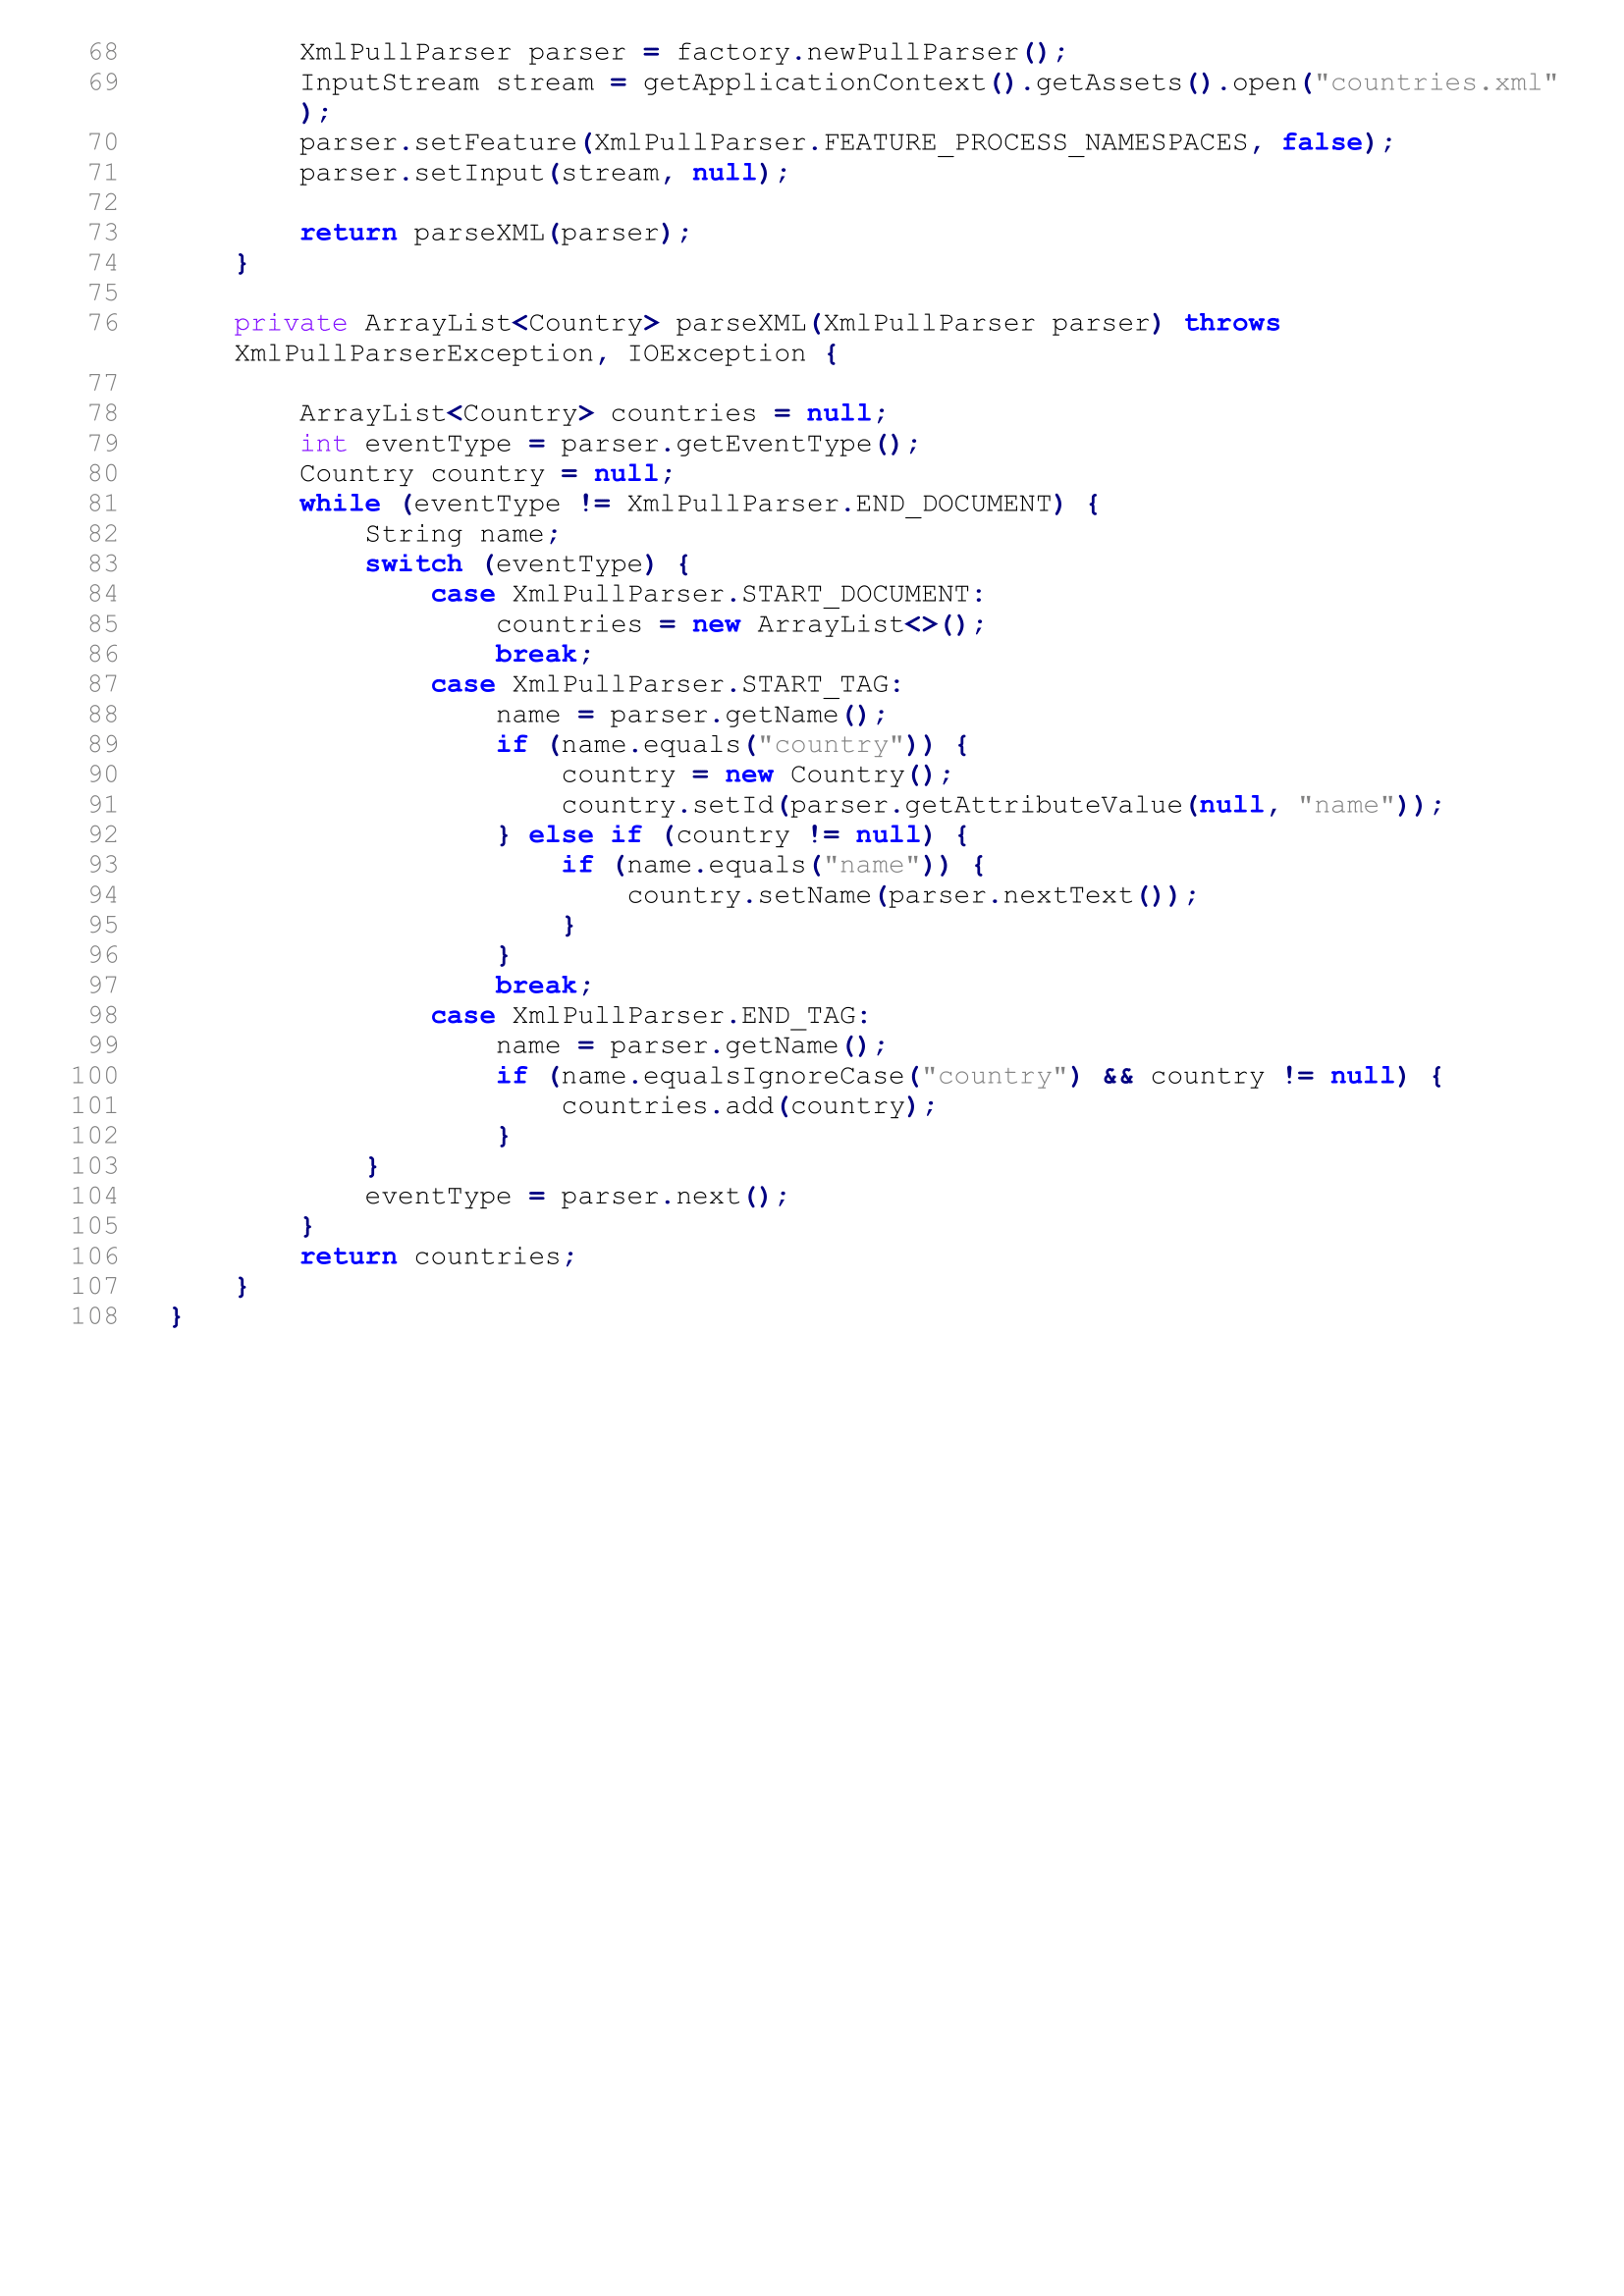 68 XmlPullParser parser = factory.newPullParser();
69 InputStream stream = getApplicationContext().getAssets().open("countries.xml"
);
70 parser.setFeature(XmlPullParser.FEATURE_PROCESS_NAMESPACES, false);
71 parser.setInput(stream, null);
72
73 return parseXML(parser);
74 }
75
76 private ArrayList<Country> parseXML(XmlPullParser parser) throws
XmlPullParserException, IOException {
77
78 ArrayList<Country> countries = null;
79 int eventType = parser.getEventType();
80 Country country = null;
81 while (eventType != XmlPullParser.END_DOCUMENT) {
82 String name;
83 switch (eventType) {
84 case XmlPullParser.START_DOCUMENT:
85 countries = new ArrayList<>();
86 break;
87 case XmlPullParser.START_TAG:
88 name = parser.getName();
89 if (name.equals("country")) {
90 country = new Country();
91 country.setId(parser.getAttributeValue(null, "name"));
92 } else if (country != null) {
93 if (name.equals("name")) {
94 country.setName(parser.nextText());
95 }
96 }
97 break;
98 case XmlPullParser.END_TAG:
99 name = parser.getName();
100 if (name.equalsIgnoreCase("country") && country != null) {
101 countries.add(country);
102 }
103 }
104 eventType = parser.next();
105 }
106 return countries;
107 }
108 }